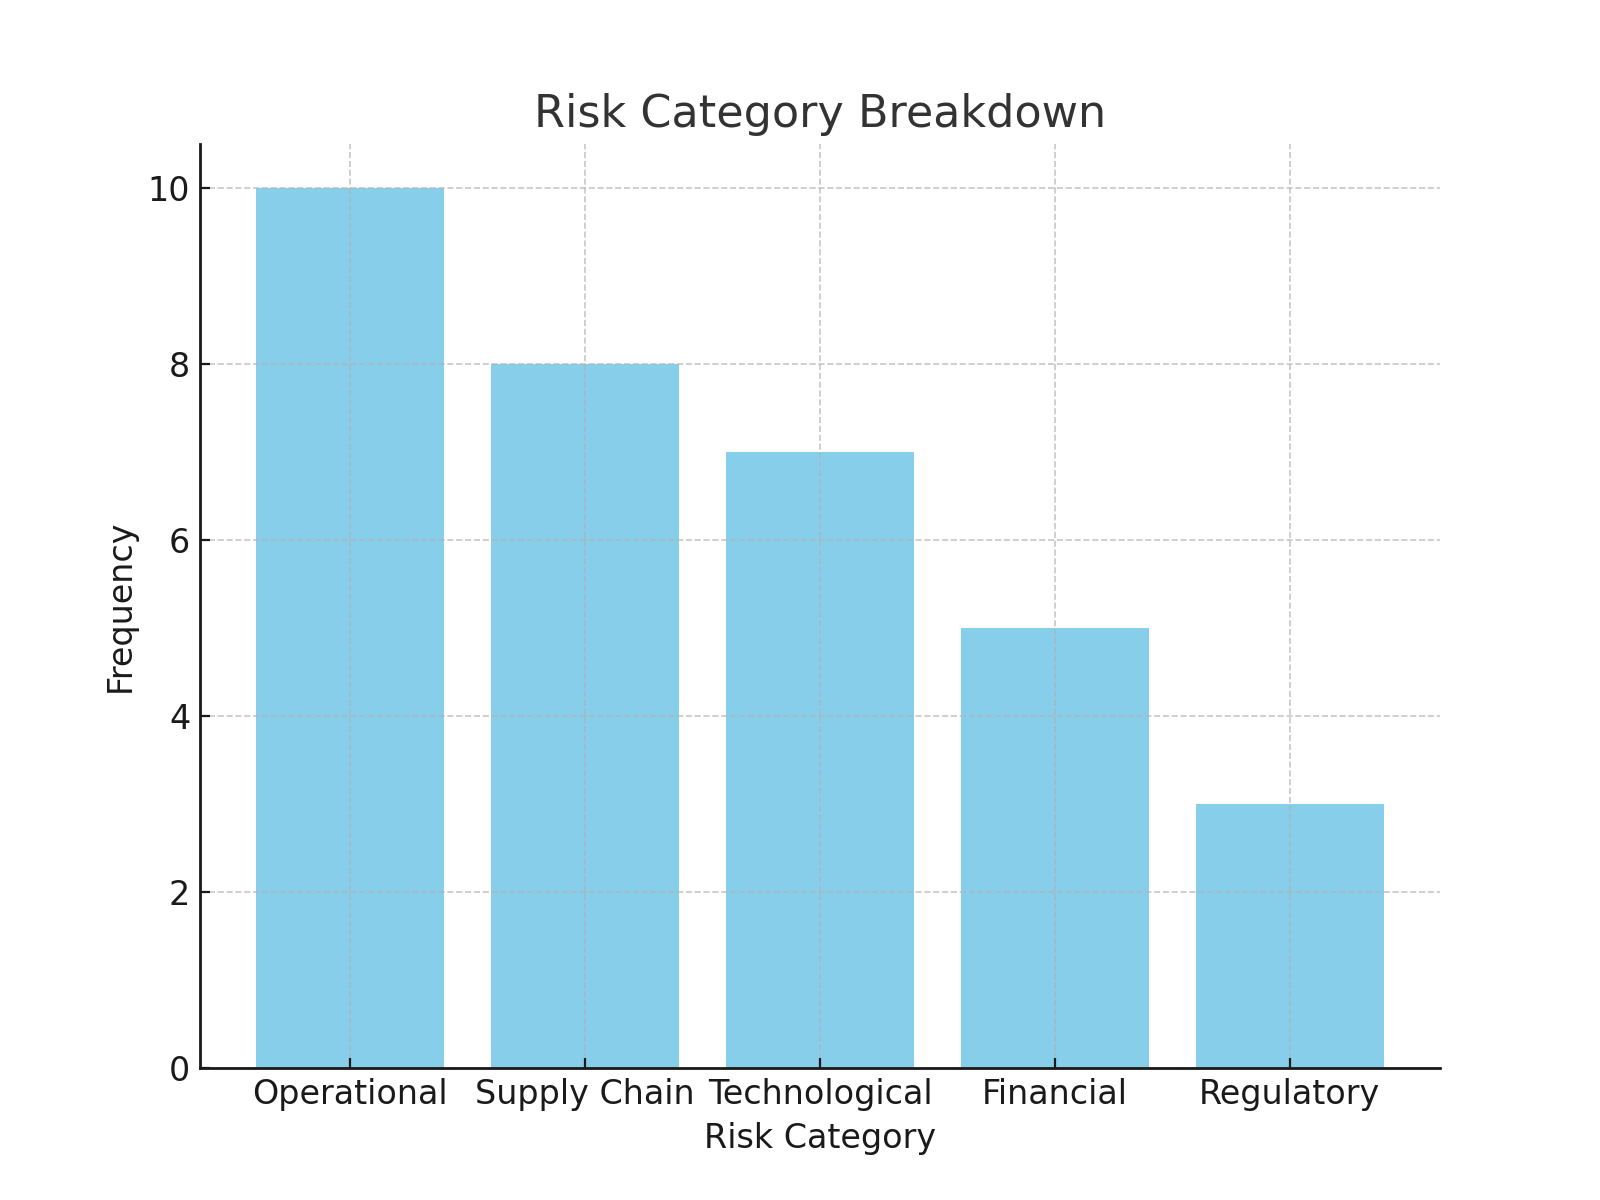 Risk Category Breakdown
10
8
6
4
2
0
Frequency
Operational Supply Chain Technological Financial Regulatory
Risk Category